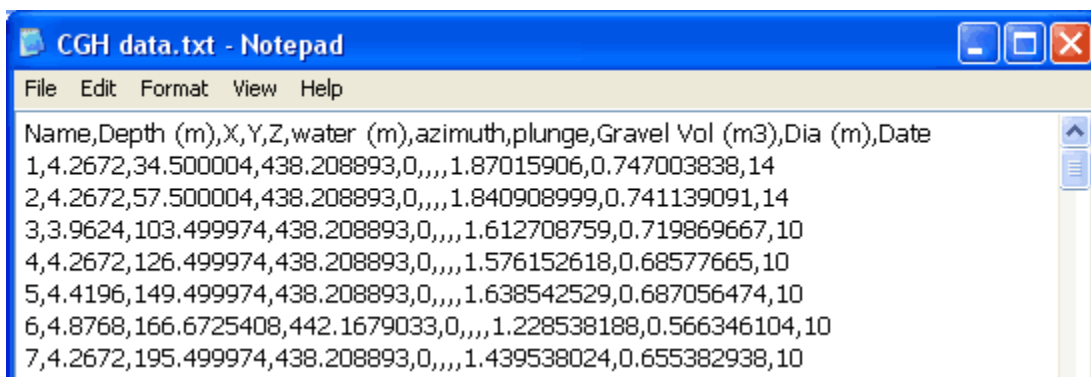 CGH data.txt - Notepad
File Edit Format View Help
Name,Depth (m),X,Y,Z,water (m),azimuth,plunge,Gravel Vol (m3),Dia (m),Date
1,4.2672,34.500004,438.208893,0,,,,1.87015906,0.747003838,14
2,4.2672,57.500004,438.208893,0,,,,1.840908999,0.741139091,14
3,3.9624,103.499974,438.208893,0,,,,1.612708759,0.719869667,10
4,4.2672,126.499974,438.208893,0,,,,1.576152618,0.68577665,10
5,4.4196,149.499974,438.208893,0,,,,1.638542529,0.687056474,10
6,4.8768,166.6725408,442.1679033,0,,,,1.228538188,0.566346104,10
7,4.2672,195.499974,438.208893,0,,,,1.439538024,0.655382938,10